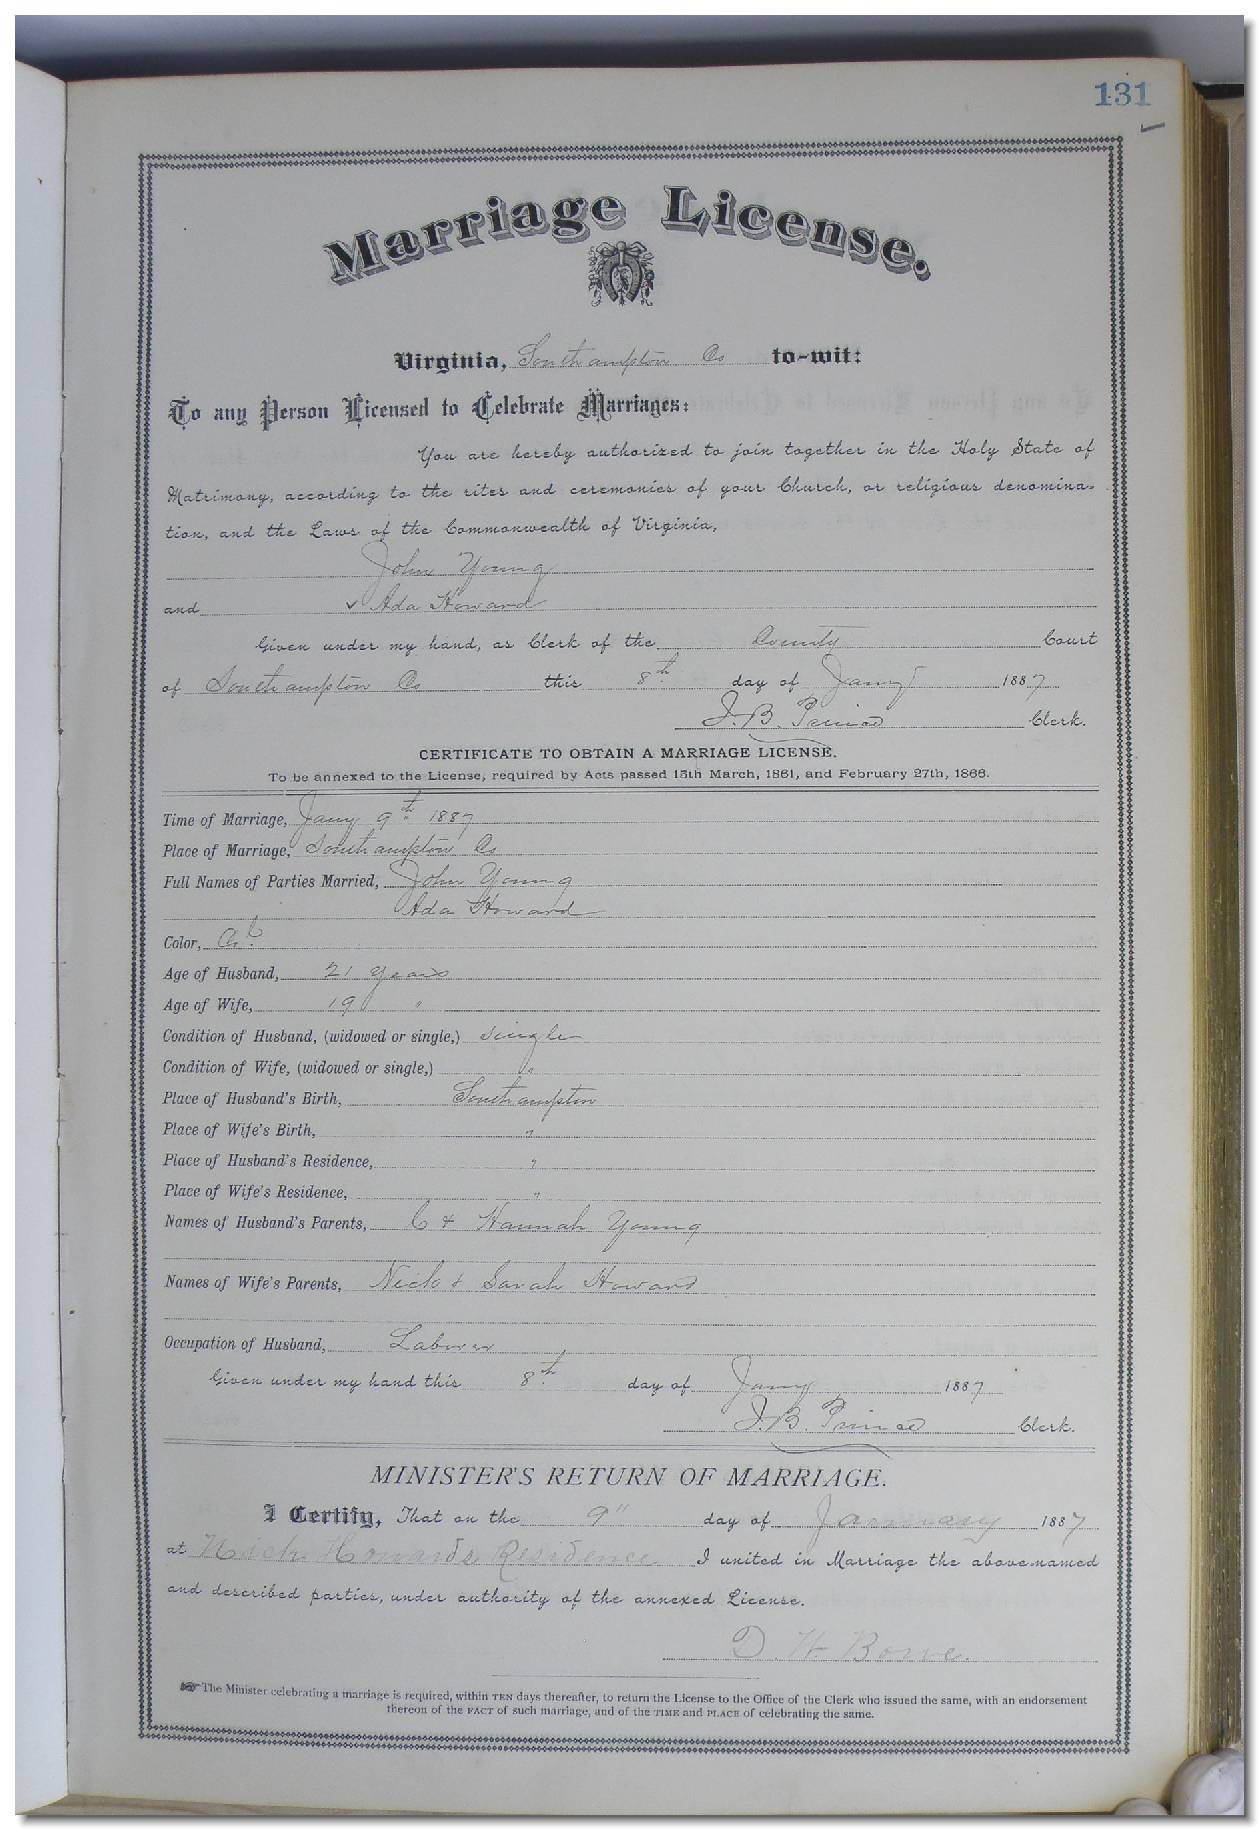 131
Marriage License.
Virginia, Southampton Co to-wit:
To any Person Licensed to Celebrate Marriages:
You are hereby authorized to join together in the Holy State of
Matrimony, according to the rites and ceremonies of your Church, or religious denomina-
tion, and the Laws of the Commonwealth of Virginia,
John Young
and Ada Howard
Given under my hand, as Clerk of the County Court
of Southampton Co this 8th day of Jany 1887
J. B. Prince Clerk.
CERTIFICATE TO OBTAIN A MARRIAGE LICENSE.
To be annexed to the License, required by Acts passed 15th March, 1861, and February 27th, 1866.
Time of Marriage, Jany 9th 1887
Place of Marriage, Southampton Co
Full Names of Parties Married, John Young
Ada Howard
Color, Col
Age of Husband, 21 years
Age of Wife, 19 "
Condition of Husband, (widowed or single,) single
Condition of Wife, (widowed or single,) "
Place of Husband's Birth, Southampton
Place of Wife's Birth, "
Place of Husband's Residence, "
Place of Wife's Residence, "
Names of Husband's Parents, C & Hannah Young
Names of Wife's Parents, Nick & Sarah Howard
Occupation of Husband, Laborer
Given under my hand this 8th day of Jany 1887
J. B. Prince Clerk.
MINISTER'S RETURN OF MARRIAGE.
I Certify, That on the 9" day of January 1887
at Nick Howards Residence I united in Marriage the above-named
and described parties, under authority of the annexed License.
D. H. Bowe.
The Minister celebrating a marriage is required, within TEN days thereafter, to return the License to the Office of the Clerk who issued the same, with an endorsement
thereon of the FACT of such marriage, and of the TIME and PLACE of celebrating the same.